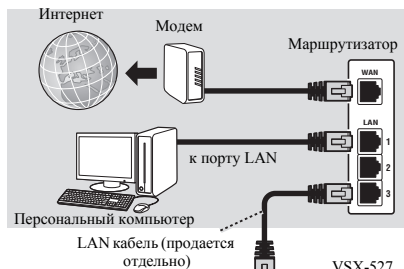 Интернет
Модем
Маршрутизатор
WAN
LAN
1
к порту LAN
2
3
Персональный компьютер
LAN кабель (продается
отдельно)
VSX-527